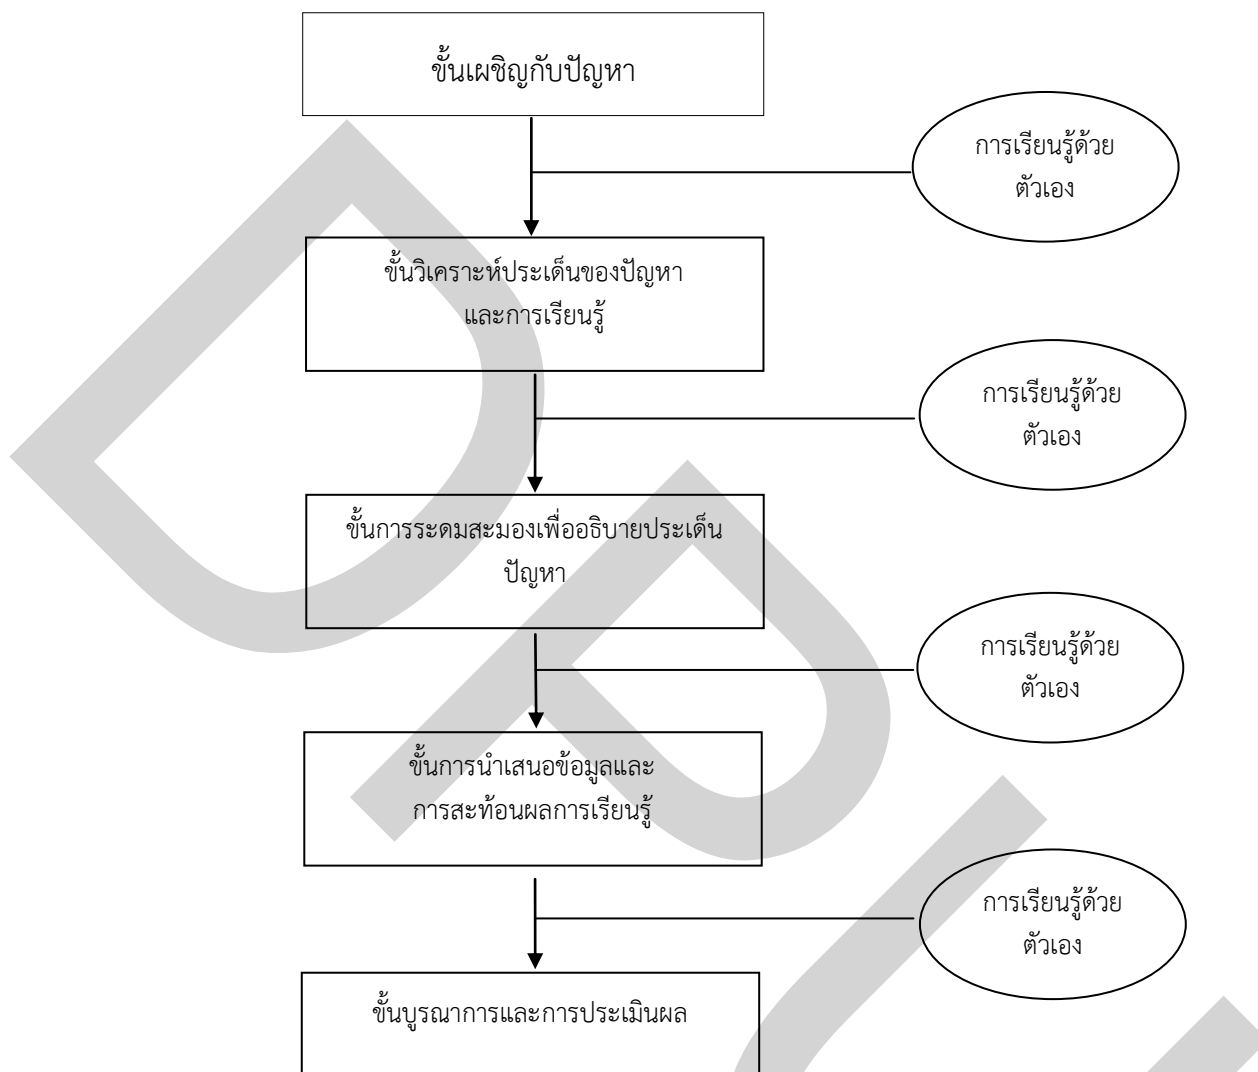 ขั้นเผชิญกับปัญหา
การเรียนรู้ด้วย
ตัวเอง
ขั้นวิเคราะห์ประเด็นของปัญหา
และการเรียนรู้
การเรียนรู้ด้วย
ตัวเอง
ขั้นการระดมสะมองเพื่ออธิบายประเด็น
ปัญหา
การเรียนรู้ด้วย
ตัวเอง
ขั้นการนำเสนอข้อมูลและ
การสะท้อนผลการเรียนรู้
การเรียนรู้ด้วย
ตัวเอง
ขั้นบูรณาการและการประเมินผล